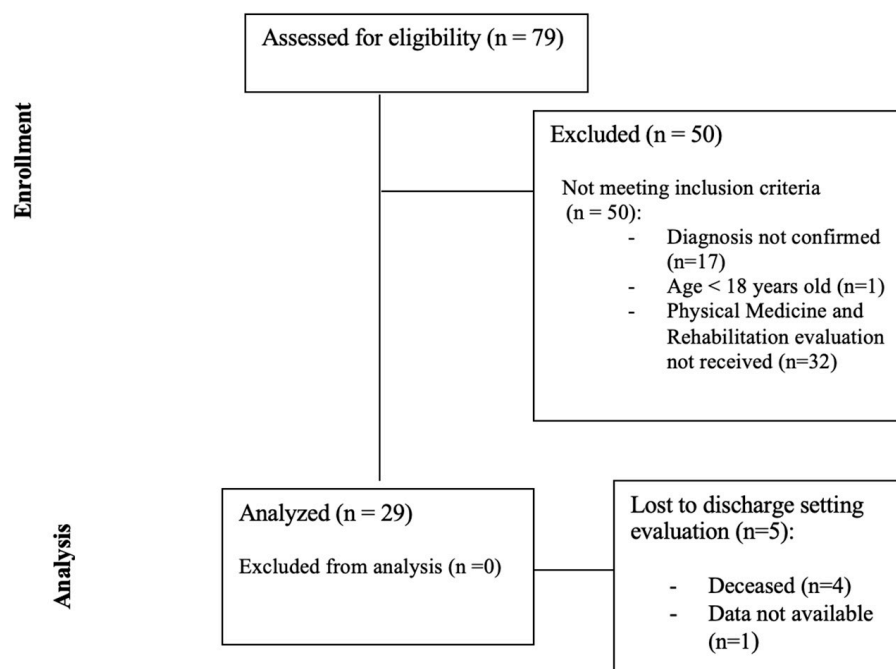 Assessed for eligibility (n = 79)
Enrollment
Excluded (n = 50)
Not meeting inclusion criteria
(n = 50):
- Diagnosis not confirmed
(n=17)
- Age < 18 years old (n=1)
- Physical Medicine and
Rehabilitation evaluation
not received (n=32)
Analysis
Analyzed (n = 29)
Excluded from analysis (n =0)
Lost to discharge setting
evaluation (n=5):
- Deceased (n=4)
- Data not available
(n=1)